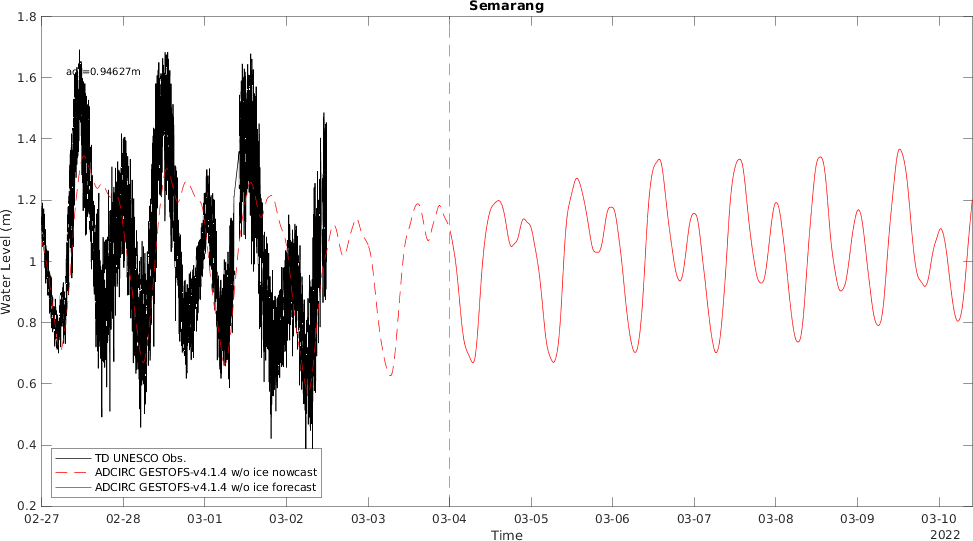 Semarang
1.8
1.6
1.4
1.2
1
0.8
0.6
0.4
0.2
Water Level (m)
=0.94627m
TD UNESCO Obs.
ADCIRC GESTOFS-v4.1.4 w/o ice nowcast
ADCIRC GESTOFS-v4.1.4 w/o ice forecast
02-27 02-28 03-01 03-02 03-03 03-04 03-05 03-06 03-07 03-08 03-09 03-10
2022
Time